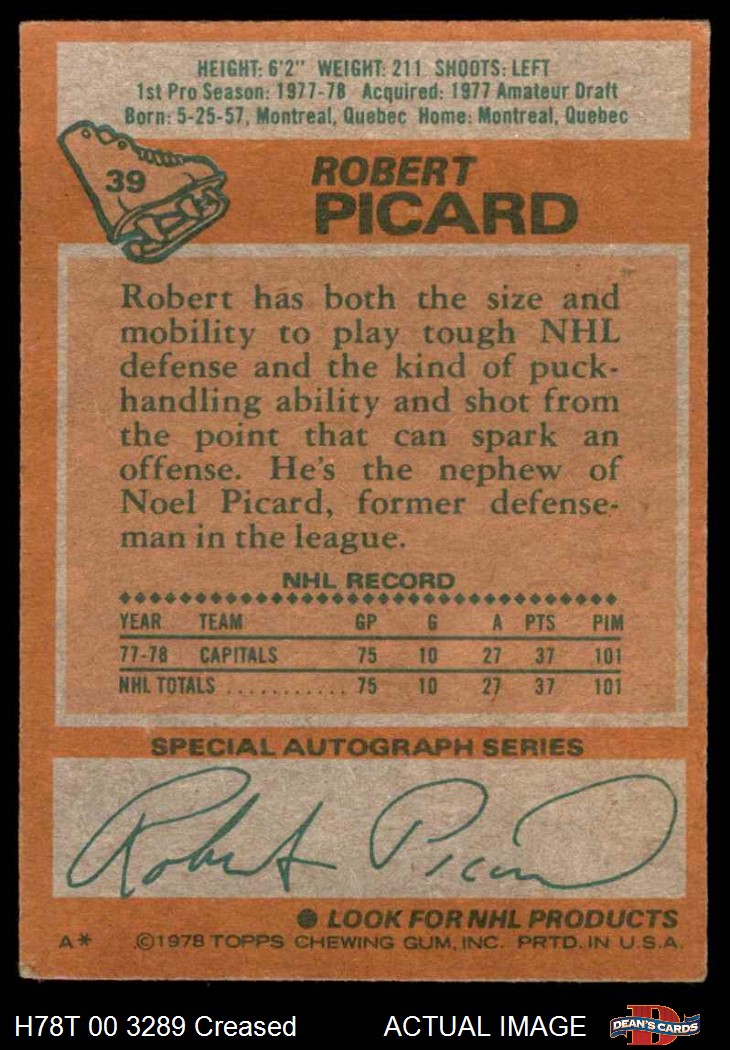 HEIGHT: 6'2" WEIGHT: 211 SHOOTS: LEFT
1st Pro Season: 1977-78 Acquired: 1977 Amateur Draft
Born: 5-25-57, Montreal, Quebec Home: Montreal, Quebec
39
ROBERT
PICARD
Robert has both the size and
mobility to play tough NHL
defense and the kind of puck-
handling ability and shot from
the point that can spark an
offense. He's the nephew of
Noel Picard, former defense-
man in the league.
NHL RECORD
YEAR TEAM GP G A PTS PIM
77-78 CAPITALS 75 10 27 37 101
NHL TOTALS ........... 75 10 27 37 101
SPECIAL AUTOGRAPH SERIES
Robert Picard
● LOOK FOR NHL PRODUCTS
A* ©1978 TOPPS CHEWING GUM, INC. PRTD. IN U.S.A.
H78T 00 3289 Creased ACTUAL IMAGE D DEAN'S CARDS